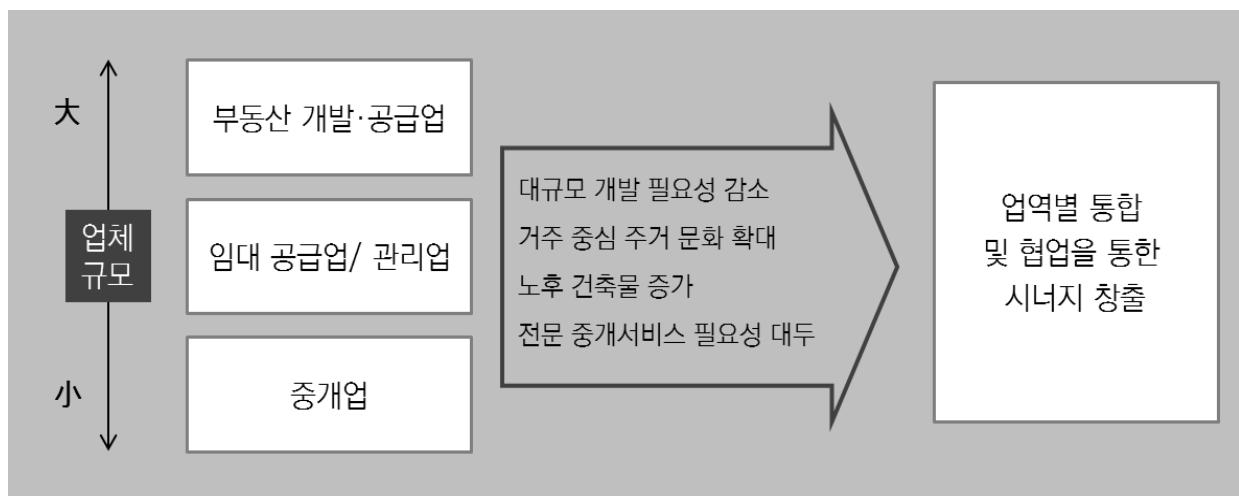 大
업체
규모
小
부동산 개발·공급업
임대 공급업/ 관리업
중개업
대규모 개발 필요성 감소
거주 중심 주거 문화 확대
노후 건축물 증가
전문 중개서비스 필요성 대두
업역별 통합
및 협업을 통한
시너지 창출